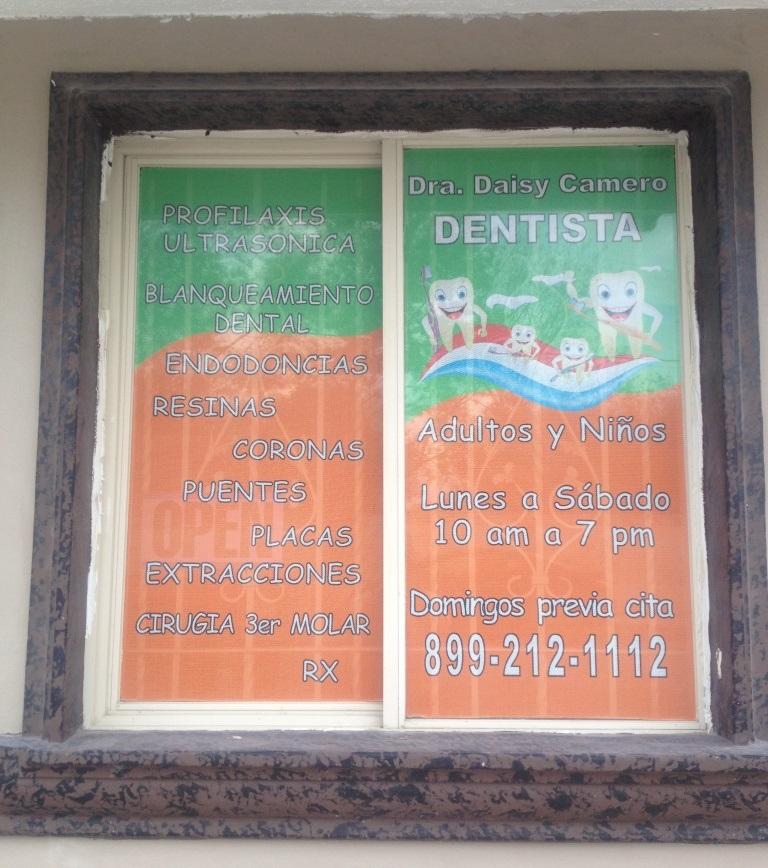 PROFILAXIS
ULTRASONICA
BLANQUEAMIENTO
DENTAL
ENDODONCIAS
RESINAS
CORONAS
PUENTES
OPEN
PLACAS
EXTRACCIONES
CIRUGIA 3er MOLAR
RX
Dra. Daisy Camero
DENTISTA
Adultos y Niños
Lunes a Sábado
10 am a 7 pm
Domingos previa cita
899-212-1112